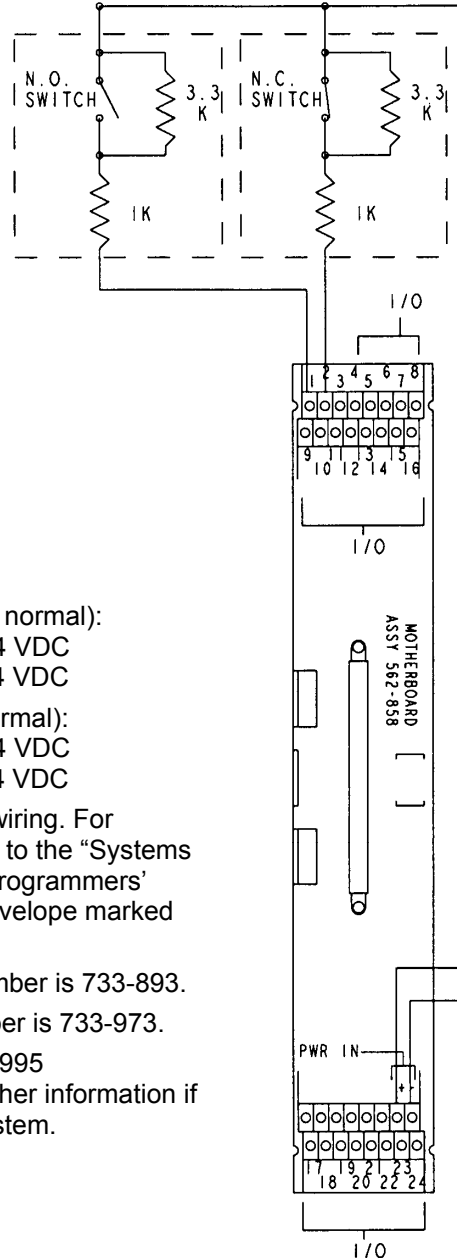 N.O.
SWITCH
3.3
K
1K
N.C.
SWITCH
3.3
K
1K
I/O
1 2 3 4 5 6 7 8
9 10 11 12 13 14 15 16
I/O
MOTHERBOARD
ASSY 562-858
normal):
4 VDC
4 VDC
rmal):
4 VDC
4 VDC
wiring. For
to the “Systems
rogrammers’
velope marked
mber is 733-893.
ber is 733-973.
995
her information if
stem.
PWR IN
+ -
17 18 19 20 21 22 23 24
I/O